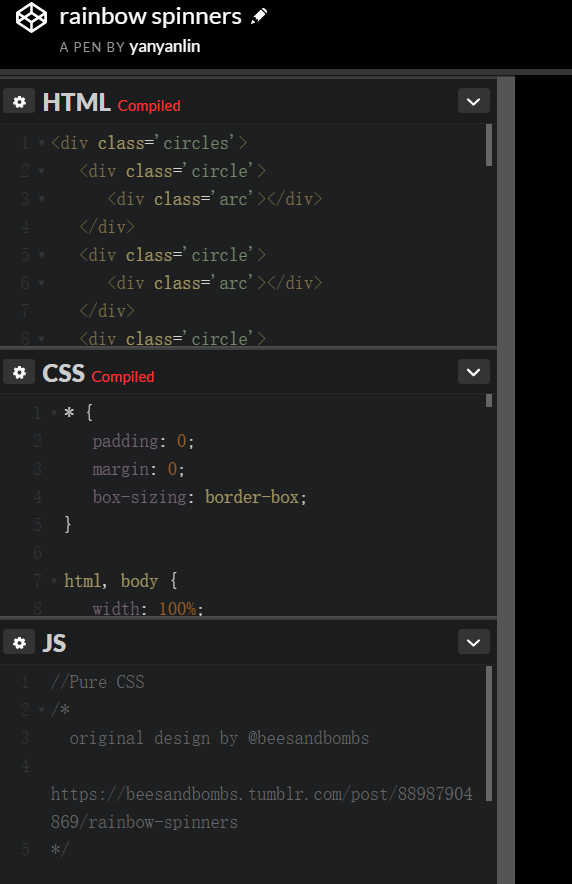 rainbow spinners
A PEN BY yanyanlin
HTML Compiled
1 <div class='circles'>
2 <div class='circle'>
3 <div class='arc'></div>
4 </div>
5 <div class='circle'>
6 <div class='arc'></div>
7 </div>
8 <div class='circle'>
CSS Compiled
1 * {
2 padding: 0;
3 margin: 0;
4 box-sizing: border-box;
5 }
6
7 html, body {
8 width: 100%;
JS
1 //Pure CSS
2 /*
3 original design by @beesandbombs
4
https://beesandbombs.tumblr.com/post/88987904
869/rainbow-spinners
5 */